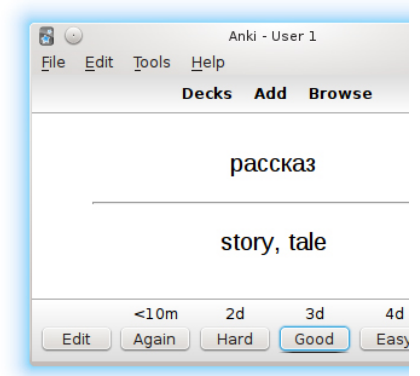 Anki - User 1
File Edit Tools Help
Decks Add Browse
рассказ
story, tale
<10m 2d 3d 4d
Edit Again Hard Good Easy